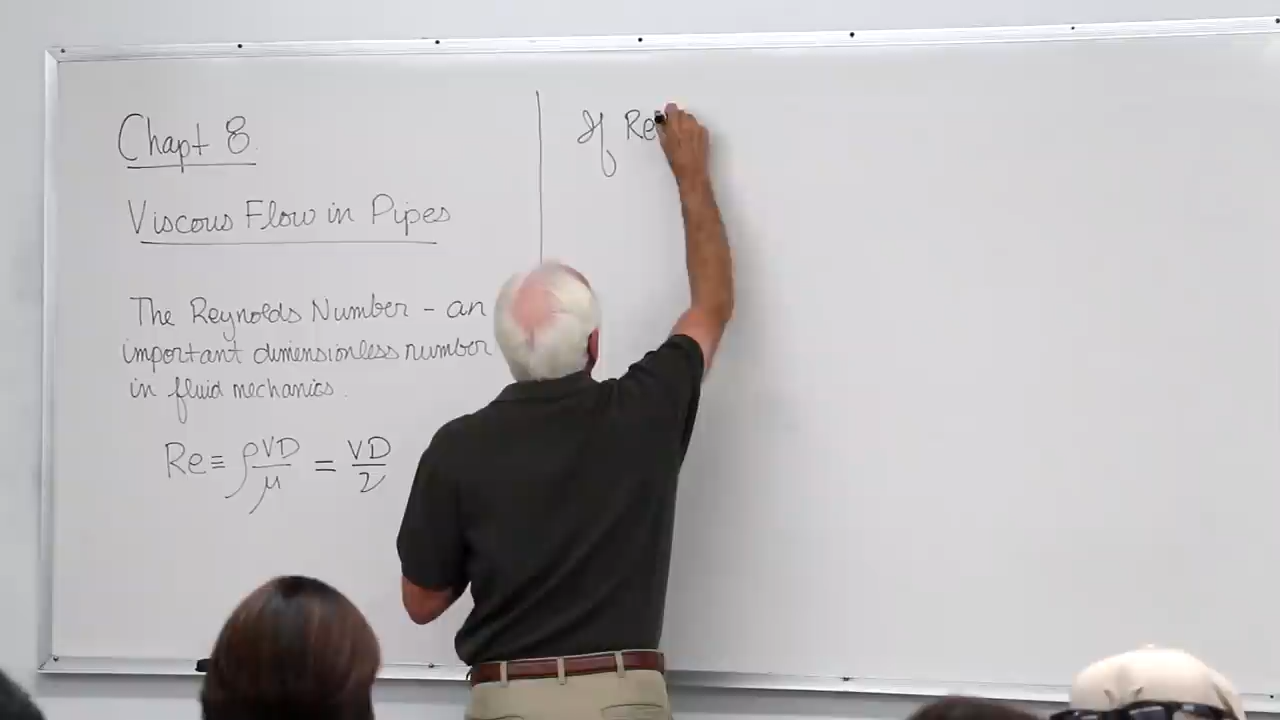 Chapt 8
Viscous Flow in Pipes
The Reynolds Number - an
important dimensionless number
in fluid mechanics.
Re ≡ ρVD/μ = VD/ν
If Re